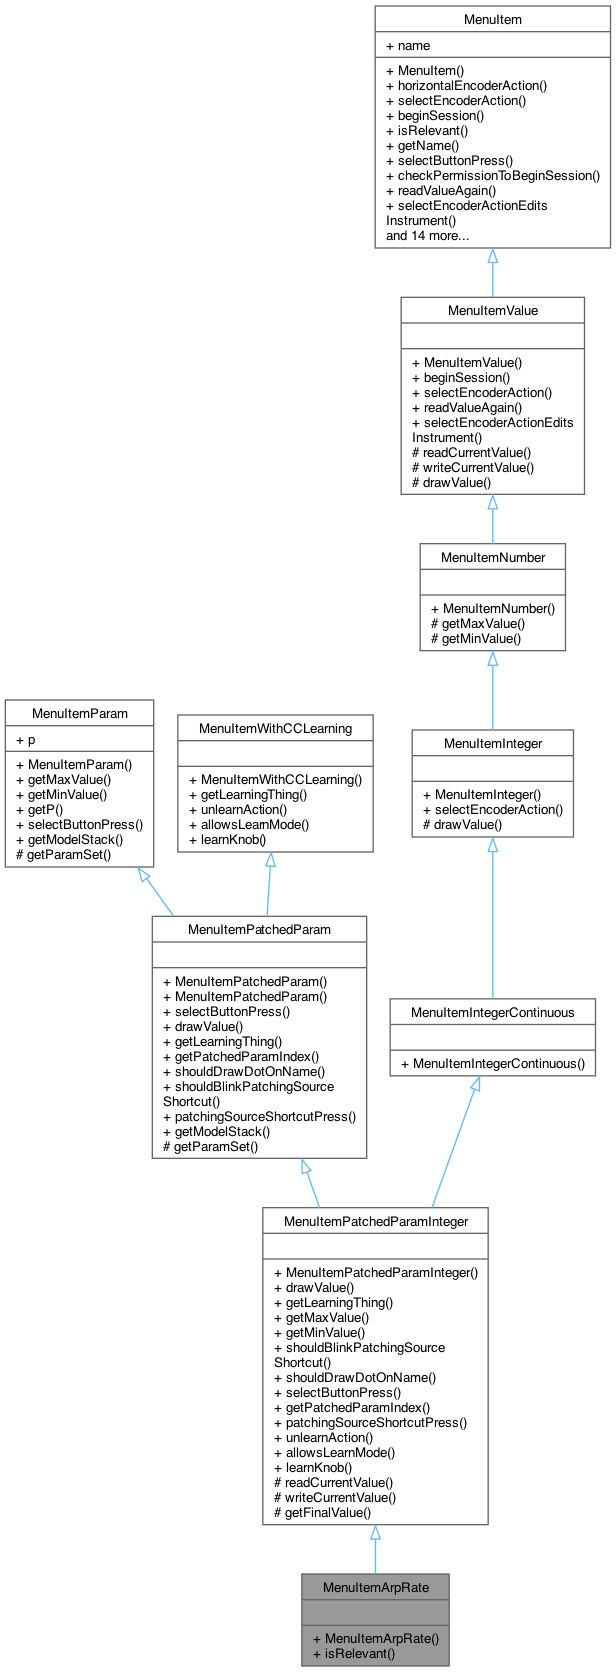 MenuItem
+ name
+ MenuItem()
+ horizontalEncoderAction()
+ selectEncoderAction()
+ beginSession()
+ isRelevant()
+ getName()
+ selectButtonPress()
+ checkPermissionToBeginSession()
+ readValueAgain()
+ selectEncoderActionEdits
Instrument()
and 14 more...
MenuItemValue
+ MenuItemValue()
+ beginSession()
+ selectEncoderAction()
+ readValueAgain()
+ selectEncoderActionEdits
Instrument()
# readCurrentValue()
# writeCurrentValue()
# drawValue()
MenuItemNumber
+ MenuItemNumber()
# getMaxValue()
# getMinValue()
MenuItemParam
+ p
+ MenuItemParam()
+ getMaxValue()
+ getMinValue()
+ getP()
+ selectButtonPress()
+ getModelStack()
# getParamSet()
MenuItemWithCCLearning
+ MenuItemWithCCLearning()
+ getLearningThing()
+ unlearnAction()
+ allowsLearnMode()
+ learnKnob()
MenuItemInteger
+ MenuItemInteger()
+ selectEncoderAction()
# drawValue()
MenuItemPatchedParam
+ MenuItemPatchedParam()
+ MenuItemPatchedParam()
+ selectButtonPress()
+ drawValue()
+ getLearningThing()
+ getPatchedParamIndex()
+ shouldDrawDotOnName()
+ shouldBlinkPatchingSource
Shortcut()
+ patchingSourceShortcutPress()
+ getModelStack()
# getParamSet()
MenuItemIntegerContinuous
+ MenuItemIntegerContinuous()
MenuItemPatchedParamInteger
+ MenuItemPatchedParamInteger()
+ drawValue()
+ getLearningThing()
+ getMaxValue()
+ getMinValue()
+ shouldBlinkPatchingSource
Shortcut()
+ shouldDrawDotOnName()
+ selectButtonPress()
+ getPatchedParamIndex()
+ patchingSourceShortcutPress()
+ unlearnAction()
+ allowsLearnMode()
+ learnKnob()
# readCurrentValue()
# writeCurrentValue()
# getFinalValue()
MenuItemArpRate
+ MenuItemArpRate()
+ isRelevant()